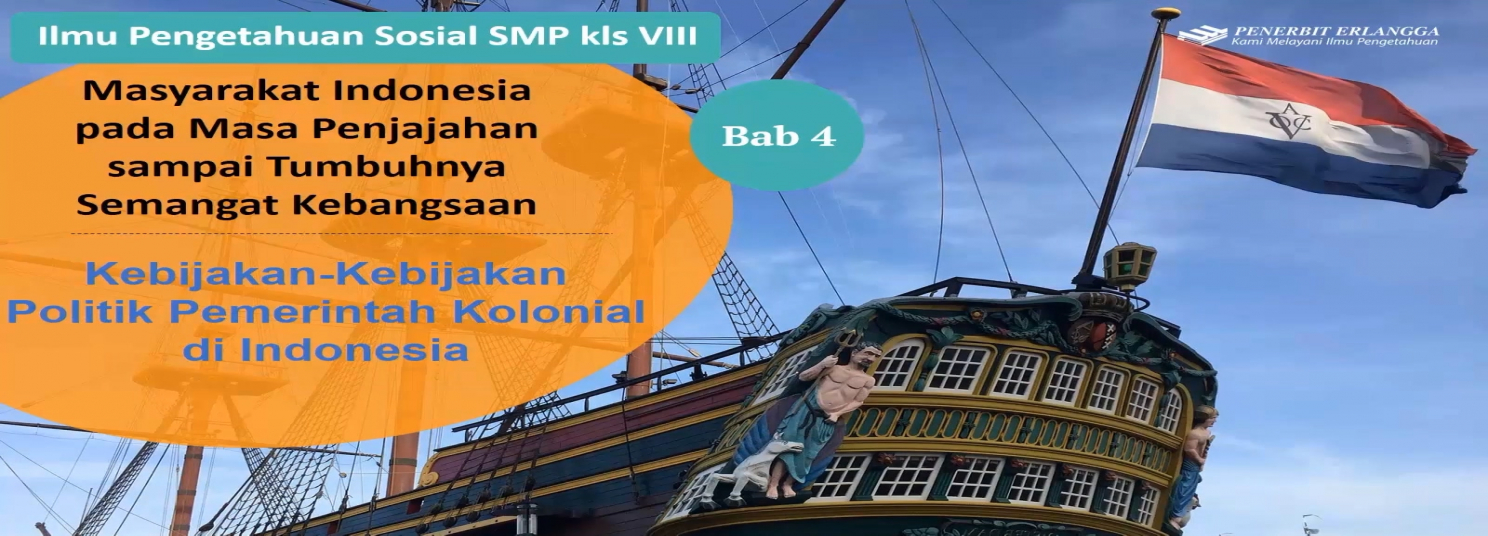 Ilmu Pengetahuan Sosial SMP kls VIII
PENERBIT ERLANGGA
Kami Melayani Ilmu Pengetahuan
Masyarakat Indonesia
pada Masa Penjajahan
sampai Tumbuhnya
Semangat Kebangsaan
Bab 4
Kebijakan-Kebijakan
Politik Pemerintah Kolonial
di Indonesia
A
VOC